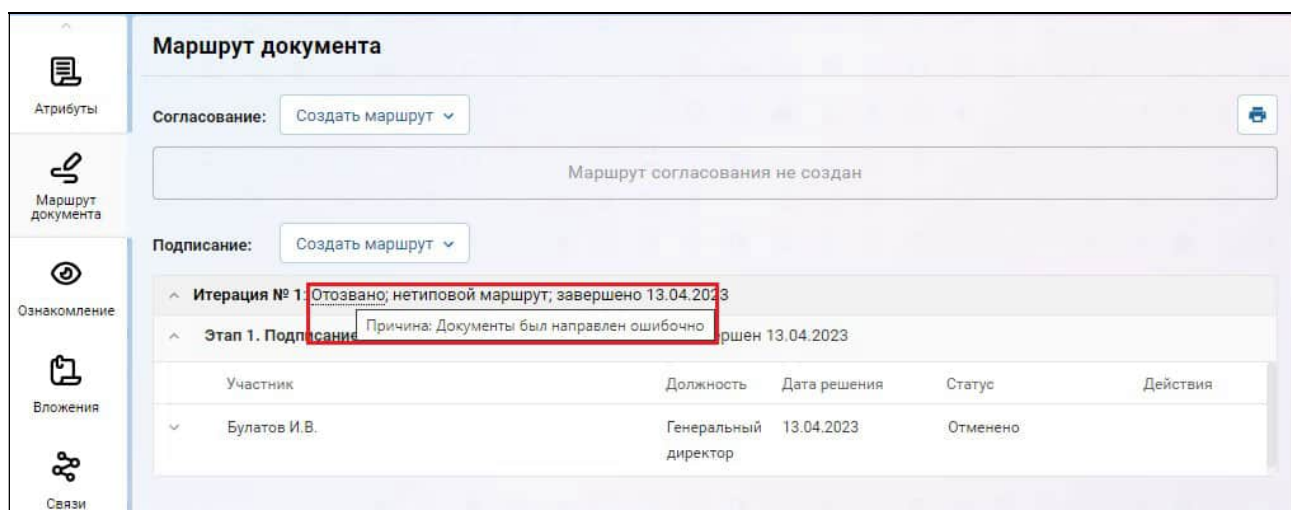 Маршрут документа
Атрибуты
Согласование: Создать маршрут
Маршрут согласования не создан
Маршрут
документа
Подписание: Создать маршрут
Ознакомление
Итерация № 1: Отозвано; нетиповой маршрут; завершено 13.04.2023
Причина: Документы был направлен ошибочно
Этап 1. Подписание ршен 13.04.2023
Вложения
Участник Должность Дата решения Статус Действия
Булатов И.В. Генеральный 13.04.2023 Отменено
директор
Связи